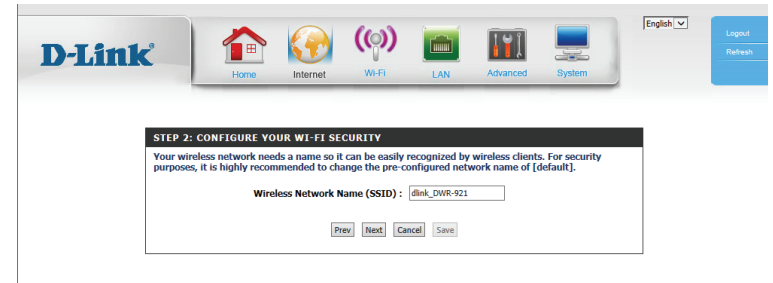 English
Logout
Refresh
D-Link®
Home
Internet
Wi-Fi
LAN
Advanced
System
STEP 2: CONFIGURE YOUR WI-FI SECURITY
Your wireless network needs a name so it can be easily recognized by wireless clients. For security
purposes, it is highly recommended to change the pre-configured network name of [default].
Wireless Network Name (SSID) : dlink_DWR-921
Prev Next Cancel Save